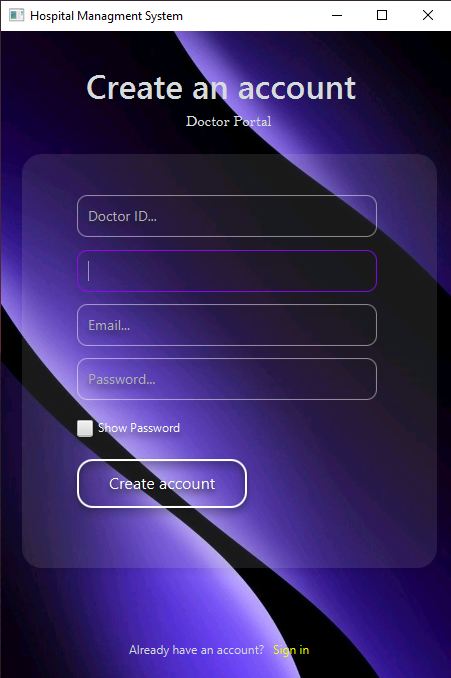 Hospital Managment System
Create an account
Doctor Portal
Doctor ID...
Email...
Password...
Show Password
Create account
Already have an account? Sign in